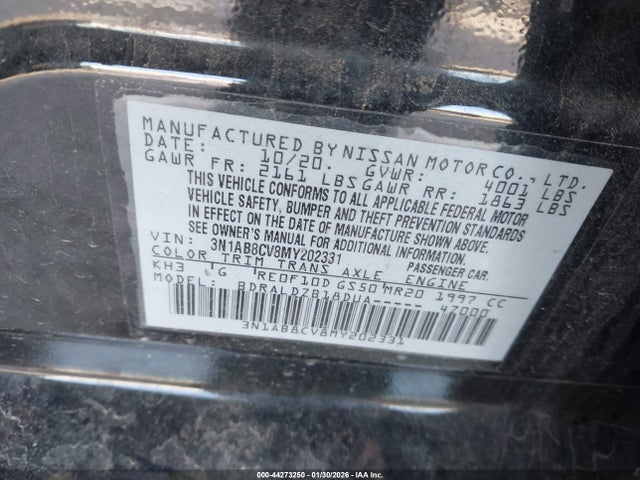 MANUFACTURED BY NISSAN MOTOR CO., LTD.
DATE: 10/20 GVWR: 4001 LBS
GAWR FR: 2161 LBS GAWR RR: 1863 LBS
THIS VEHICLE CONFORMS TO ALL APPLICABLE FEDERAL MOTOR
VEHICLE SAFETY, BUMPER AND THEFT PREVENTION STANDARDS
IN EFFECT ON THE DATE OF MANUFACTURE SHOWN ABOVE.
SEE OWNER'S MANUAL FOR ADDITIONAL INFORMATION.
VIN: 3N1AB8CV8MY202331 PASSENGER CAR.
COLOR TRIM TRANS AXLE ENGINE
KH3 G RE0F10D GS50 MR20 1997 CC
MODEL: BDRALDZB18DUA----- 47000
3N1AB8CV8MY202331
000-44273250 | 01/30/2026 - IAA Inc.